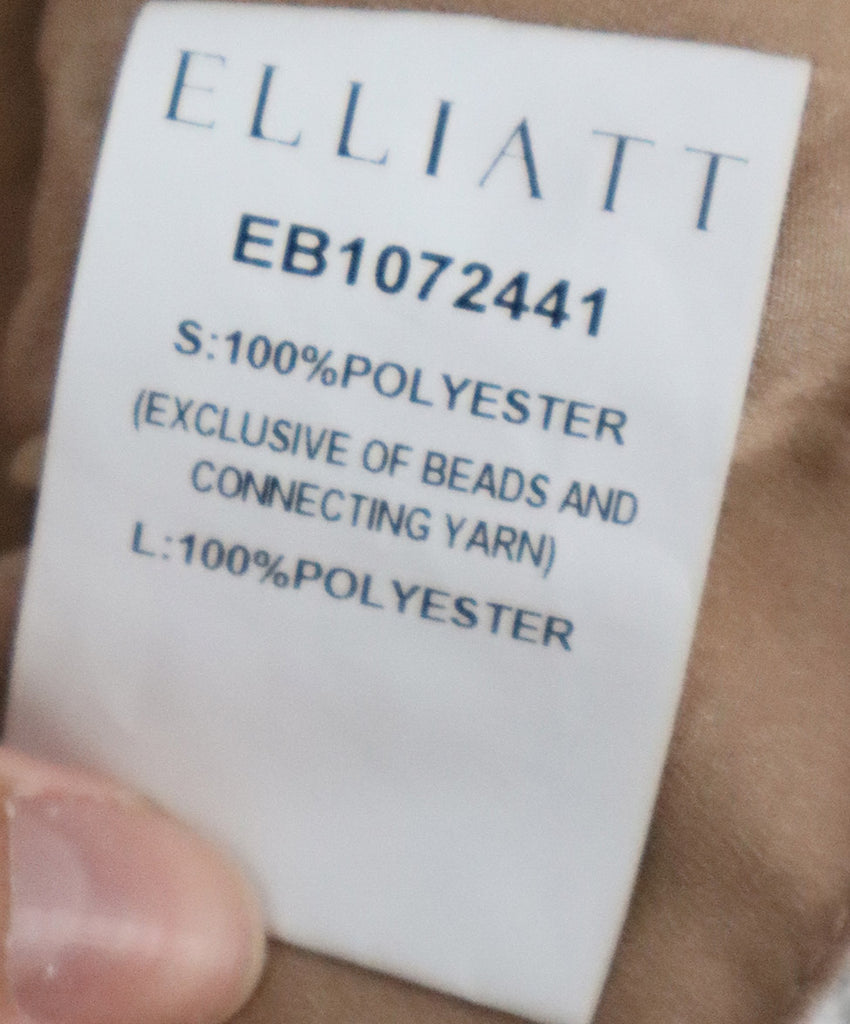 ELLIATT
EB1072441
S:100%POLYESTER
(EXCLUSIVE OF BEADS AND
CONNECTING YARN)
L:100%POLYESTER